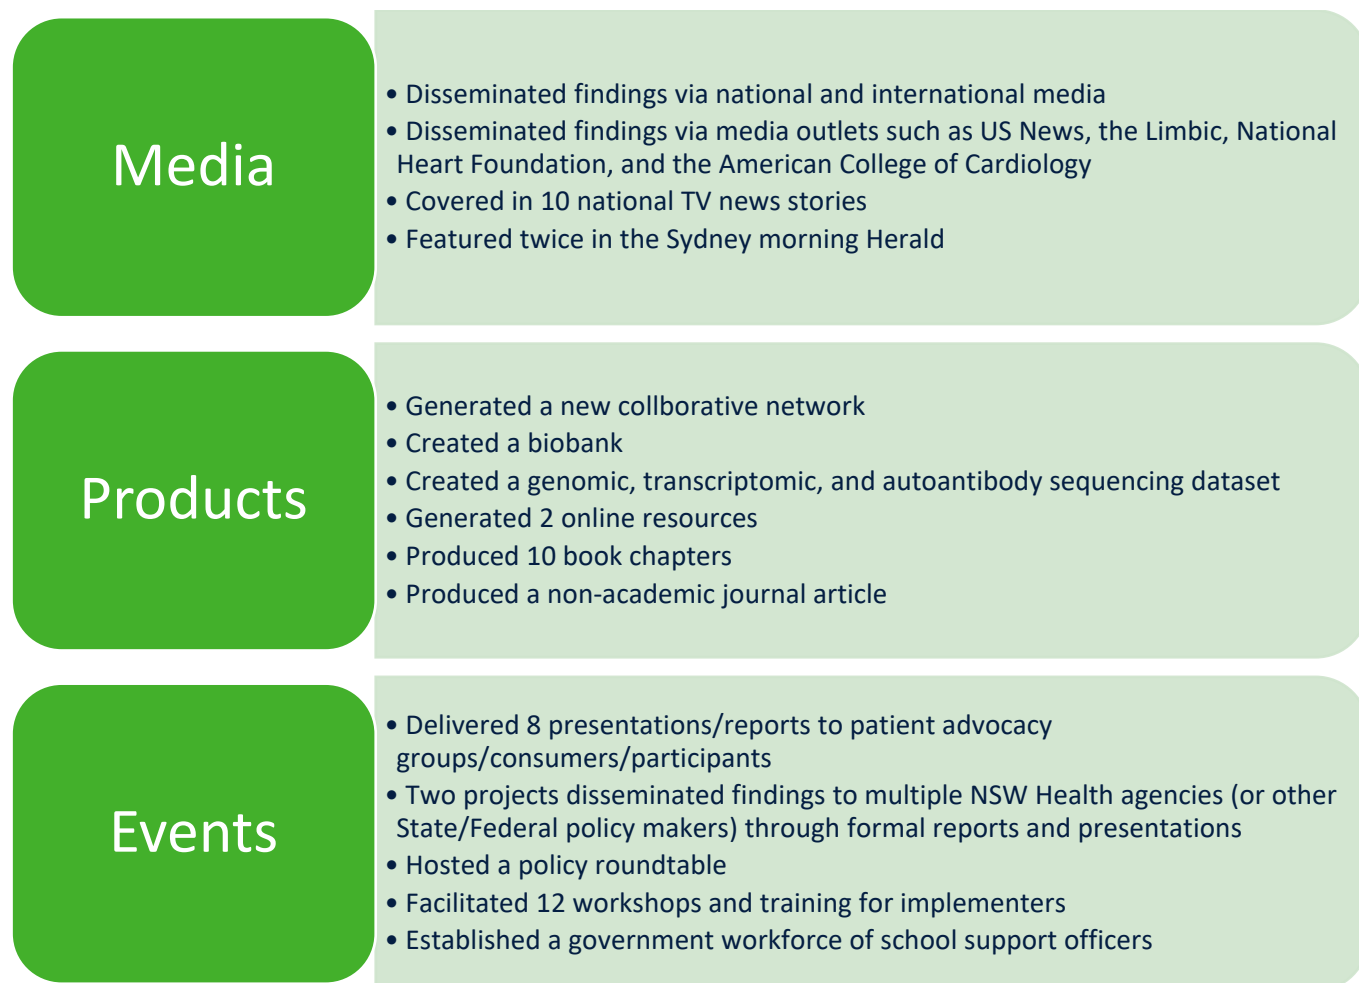 Media
• Disseminated findings via national and international media
• Disseminated findings via media outlets such as US News, the Limbic, National
Heart Foundation, and the American College of Cardiology
• Covered in 10 national TV news stories
• Featured twice in the Sydney morning Herald
Products
• Generated a new collborative network
• Created a biobank
• Created a genomic, transcriptomic, and autoantibody sequencing dataset
• Generated 2 online resources
• Produced 10 book chapters
• Produced a non-academic journal article
Events
• Delivered 8 presentations/reports to patient advocacy
groups/consumers/participants
• Two projects disseminated findings to multiple NSW Health agencies (or other
State/Federal policy makers) through formal reports and presentations
• Hosted a policy roundtable
• Facilitated 12 workshops and training for implementers
• Established a government workforce of school support officers